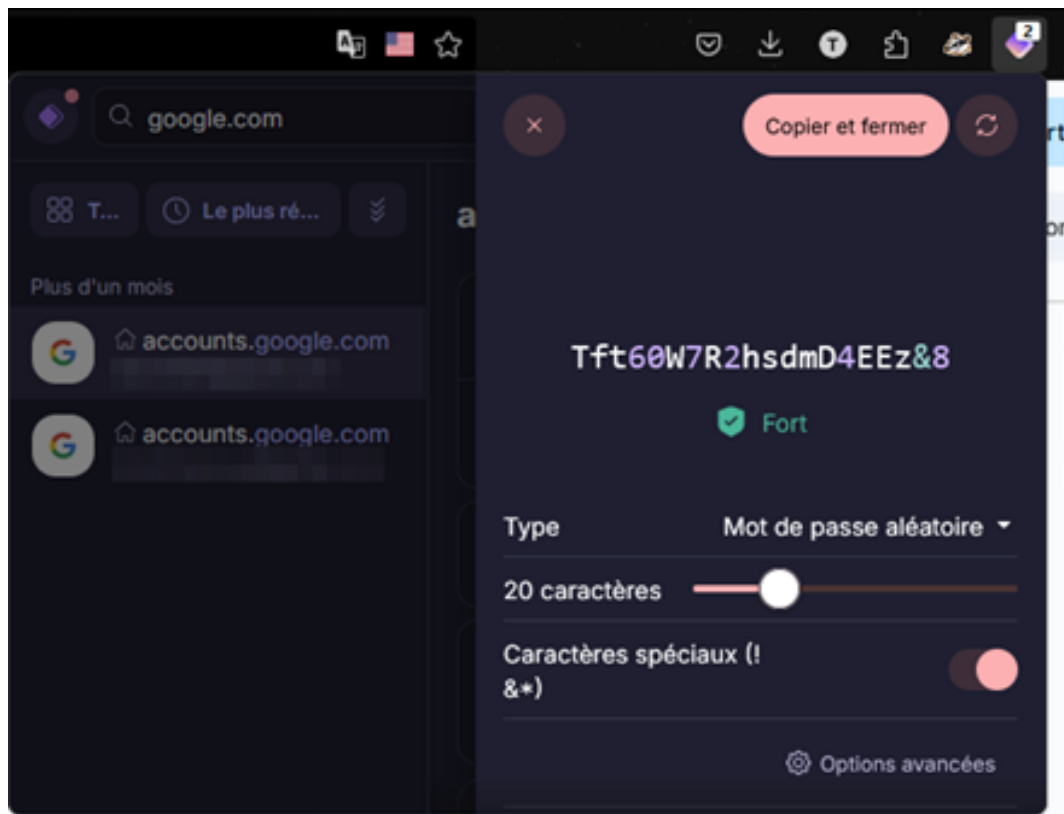 2
T
google.com
Copier et fermer
T...
Le plus ré...
a
Plus d'un mois
accounts.google.com
accounts.google.com
Tft60W7R2hsdmD4EEz&8
Fort
Type
Mot de passe aléatoire
20 caractères
Caractères spéciaux (!
&*)
Options avancées